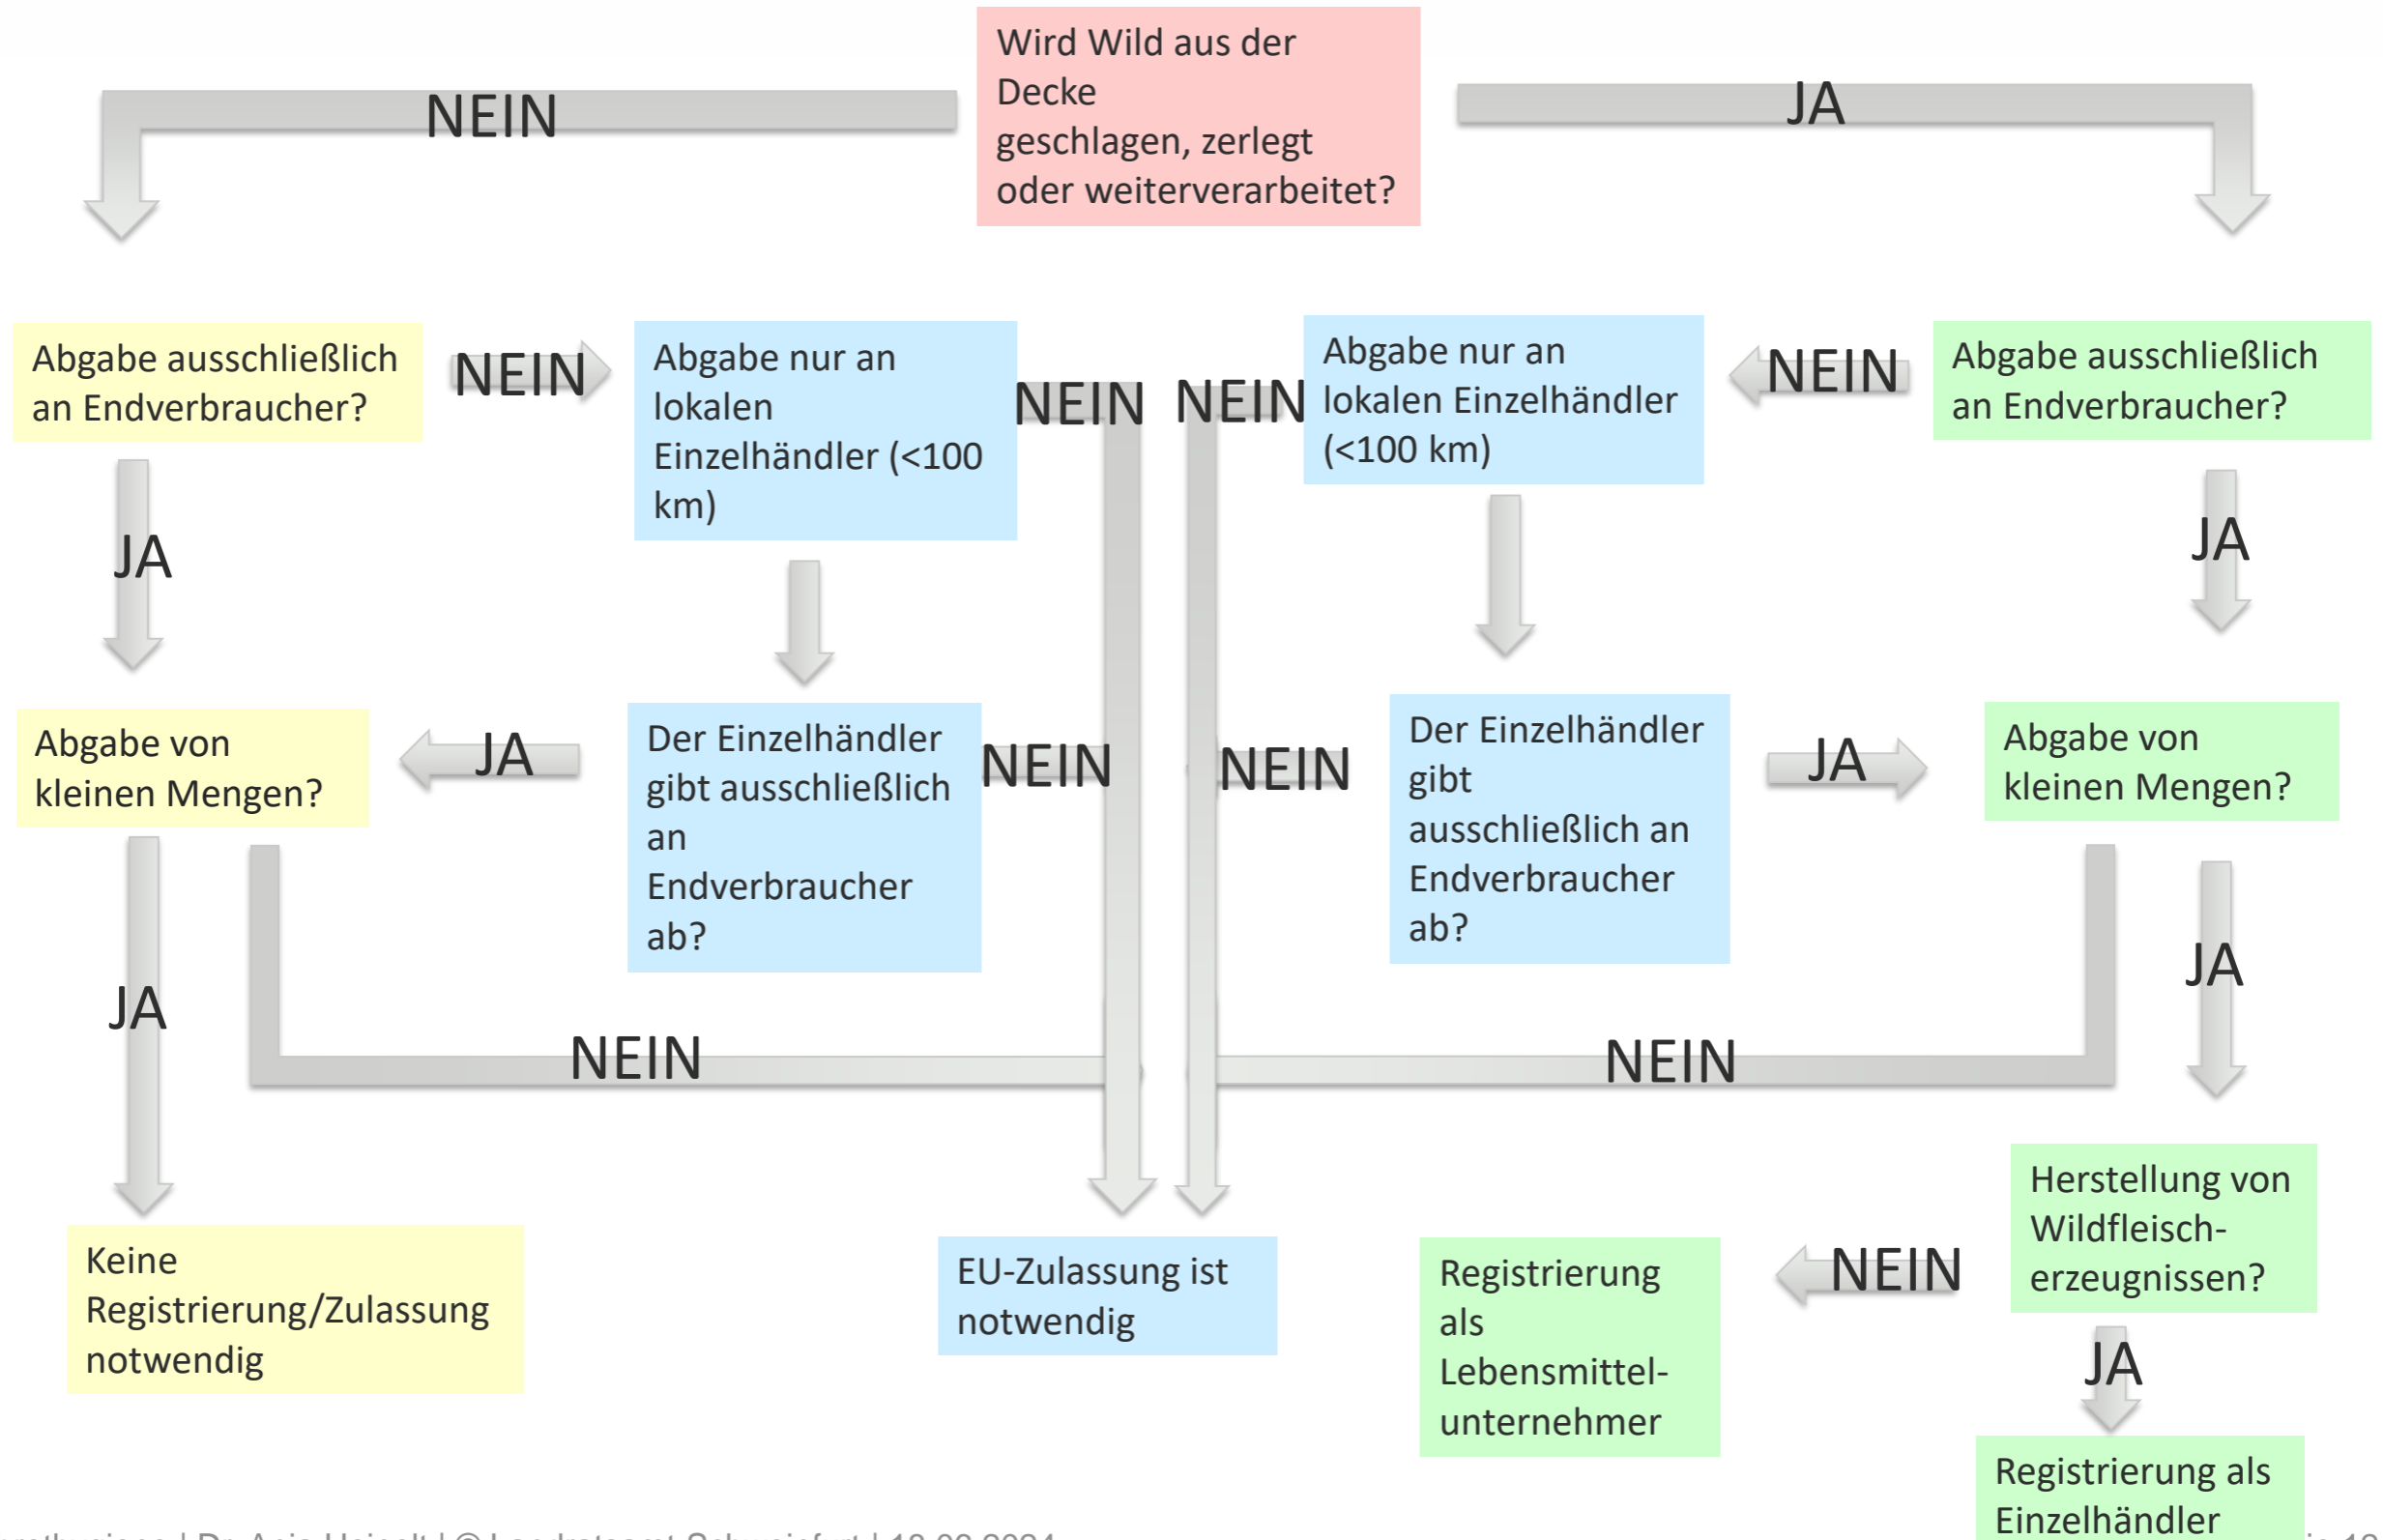 Wird Wild aus der
Decke
geschlagen, zerlegt
oder weiterverarbeitet?
NEIN
JA
Abgabe ausschließlich
an Endverbraucher?
NEIN
Abgabe nur an
lokalen
Einzelhändler (<100
km)
NEIN
NEIN
Abgabe nur an
lokalen Einzelhändler
(<100 km)
NEIN
Abgabe ausschließlich
an Endverbraucher?
JA
JA
Abgabe von
kleinen Mengen?
JA
Der Einzelhändler
gibt ausschließlich
an
Endverbraucher
ab?
NEIN
NEIN
Der Einzelhändler
gibt
ausschließlich an
Endverbraucher
ab?
JA
Abgabe von
kleinen Mengen?
JA
NEIN
NEIN
JA
Keine
Registrierung/Zulassung
notwendig
EU-Zulassung ist
notwendig
Registrierung
als
Lebensmittel-
unternehmer
NEIN
Herstellung von
Wildfleisch-
erzeugnissen?
JA
Registrierung als
Einzelhändler